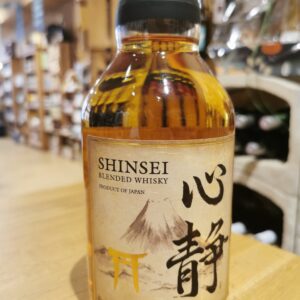 SHINSEI
BLENDED WHISKY
PRODUCT OF JAPAN
心静